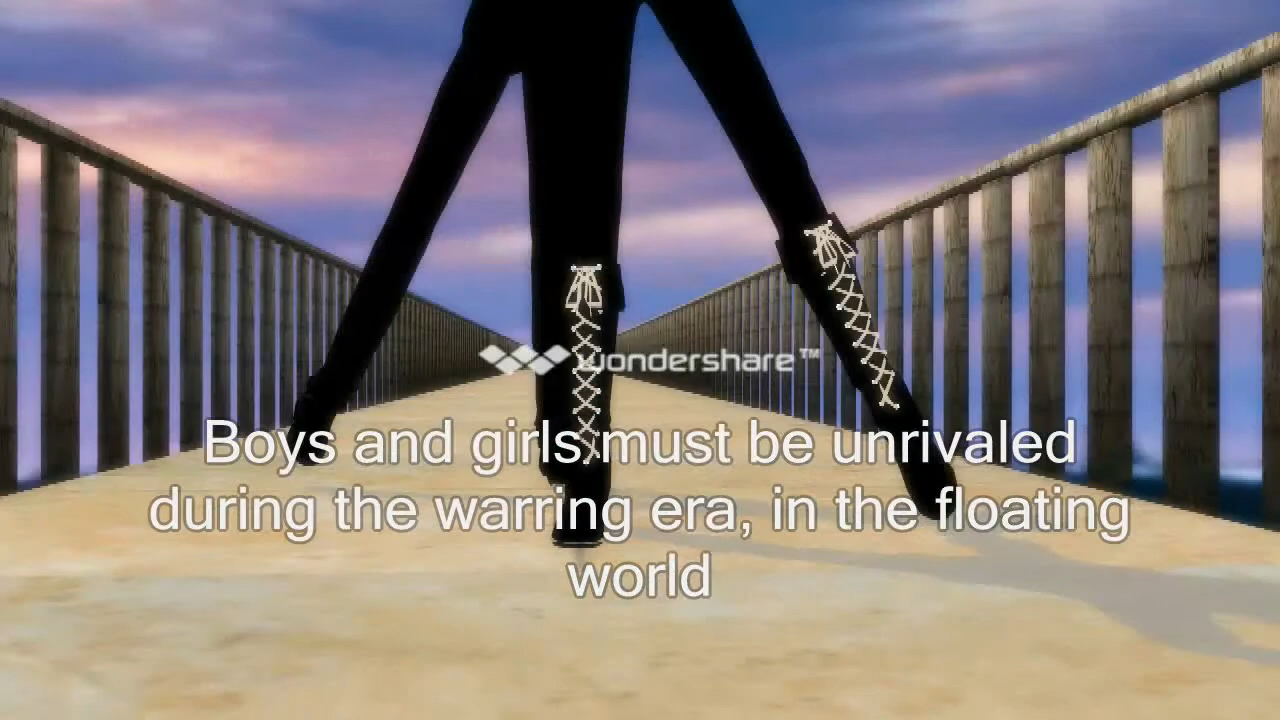 wondershare™
Boys and girls must be unrivaled
during the warring era, in the floating
world